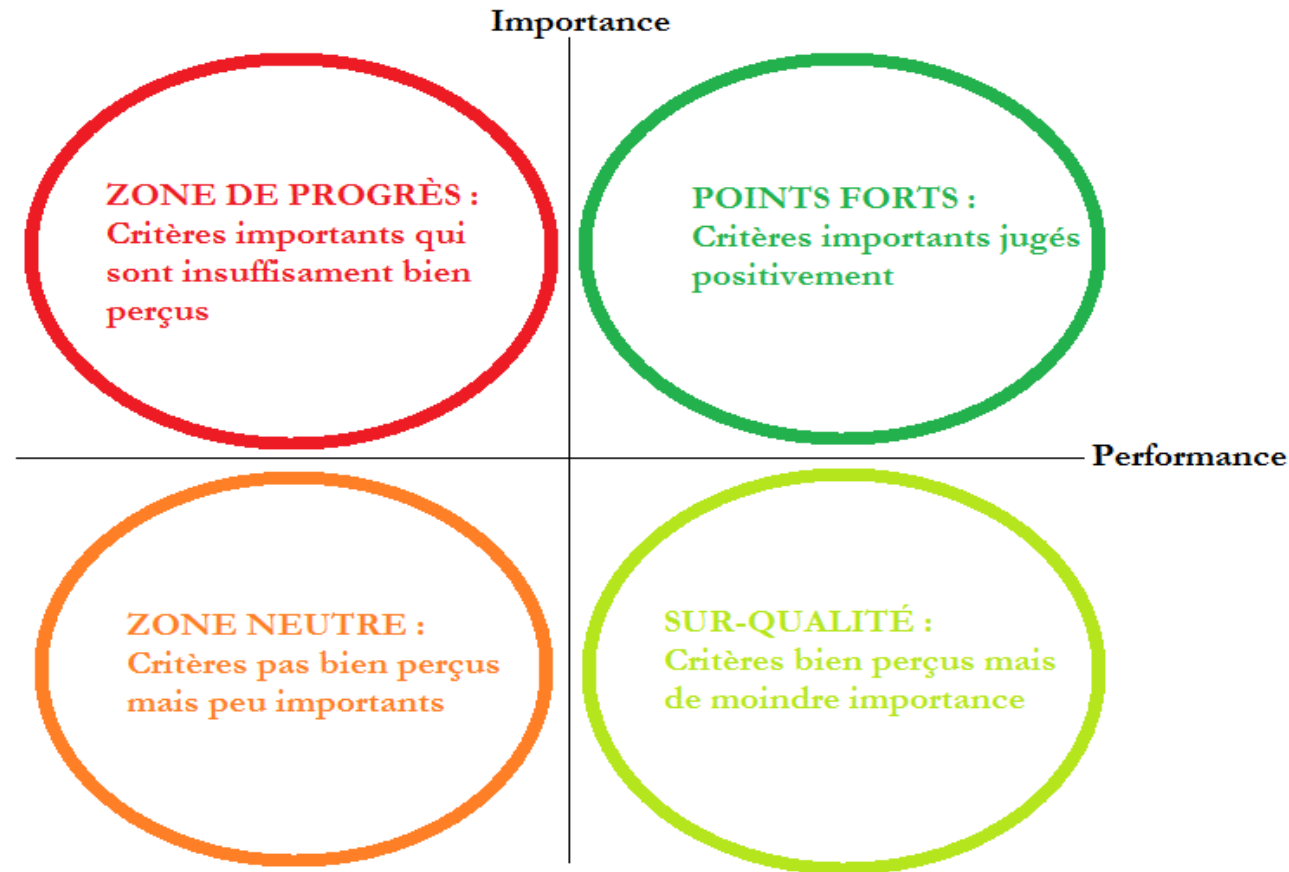 Importance
ZONE DE PROGRÈS :
Critères importants qui
sont insuffisament bien
perçus
POINTS FORTS :
Critères importants jugés
positivement
Performance
ZONE NEUTRE :
Critères pas bien perçus
mais peu importants
SUR-QUALITÉ :
Critères bien perçus mais
de moindre importance